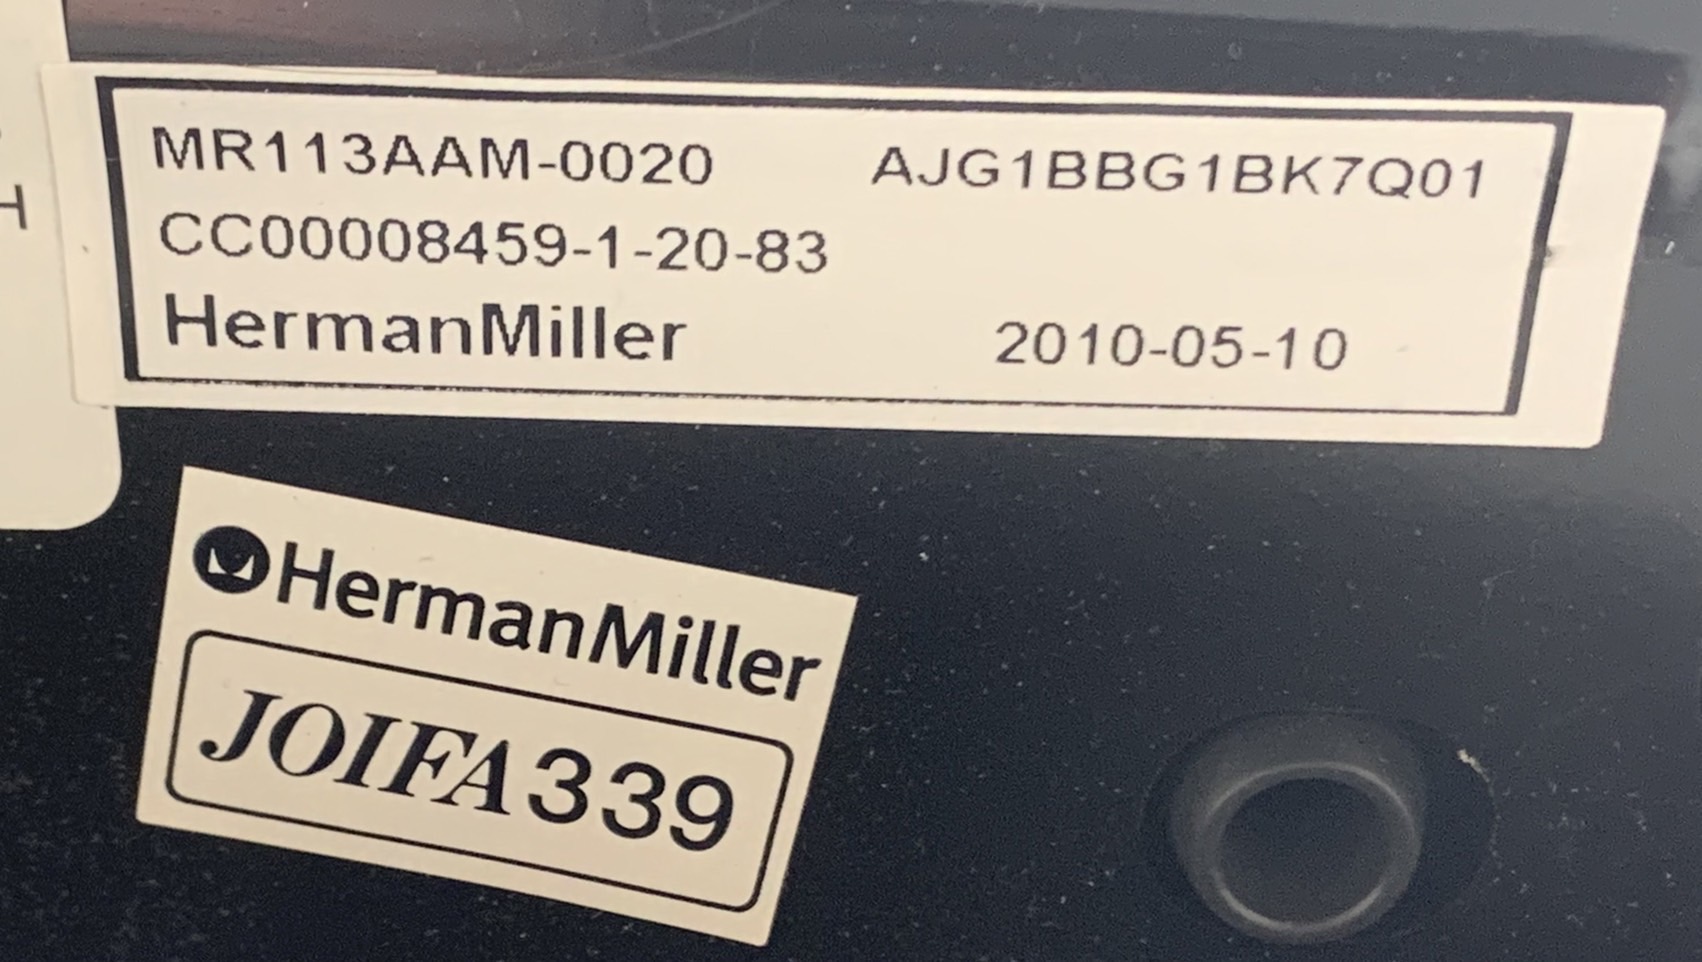 H
MR113AAM-0020 AJG1BBG1BK7Q01
CC00008459-1-20-83
HermanMiller 2010-05-10
HermanMiller
JOIFA339